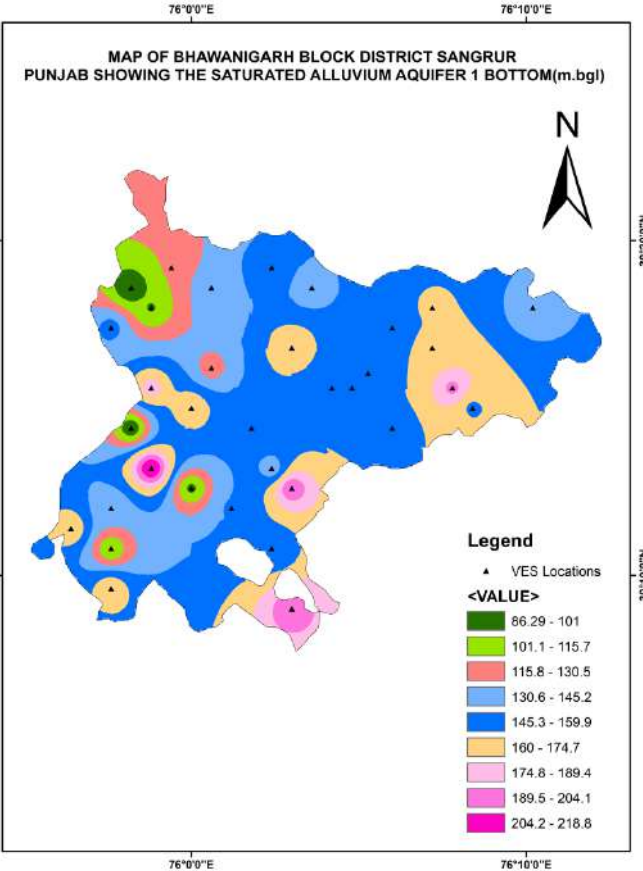 76°0'0"E 76°10'0"E
MAP OF BHAWANIGARH BLOCK DISTRICT SANGRUR
PUNJAB SHOWING THE SATURATED ALLUVIUM AQUIFER 1 BOTTOM(m.bgl)
N
Legend
VES Locations
<VALUE>
86.29 - 101
101.1 - 115.7
115.8 - 130.5
130.6 - 145.2
145.3 - 159.9
160 - 174.7
174.8 - 189.4
189.5 - 204.1
204.2 - 218.8
76°0'0"E 76°10'0"E